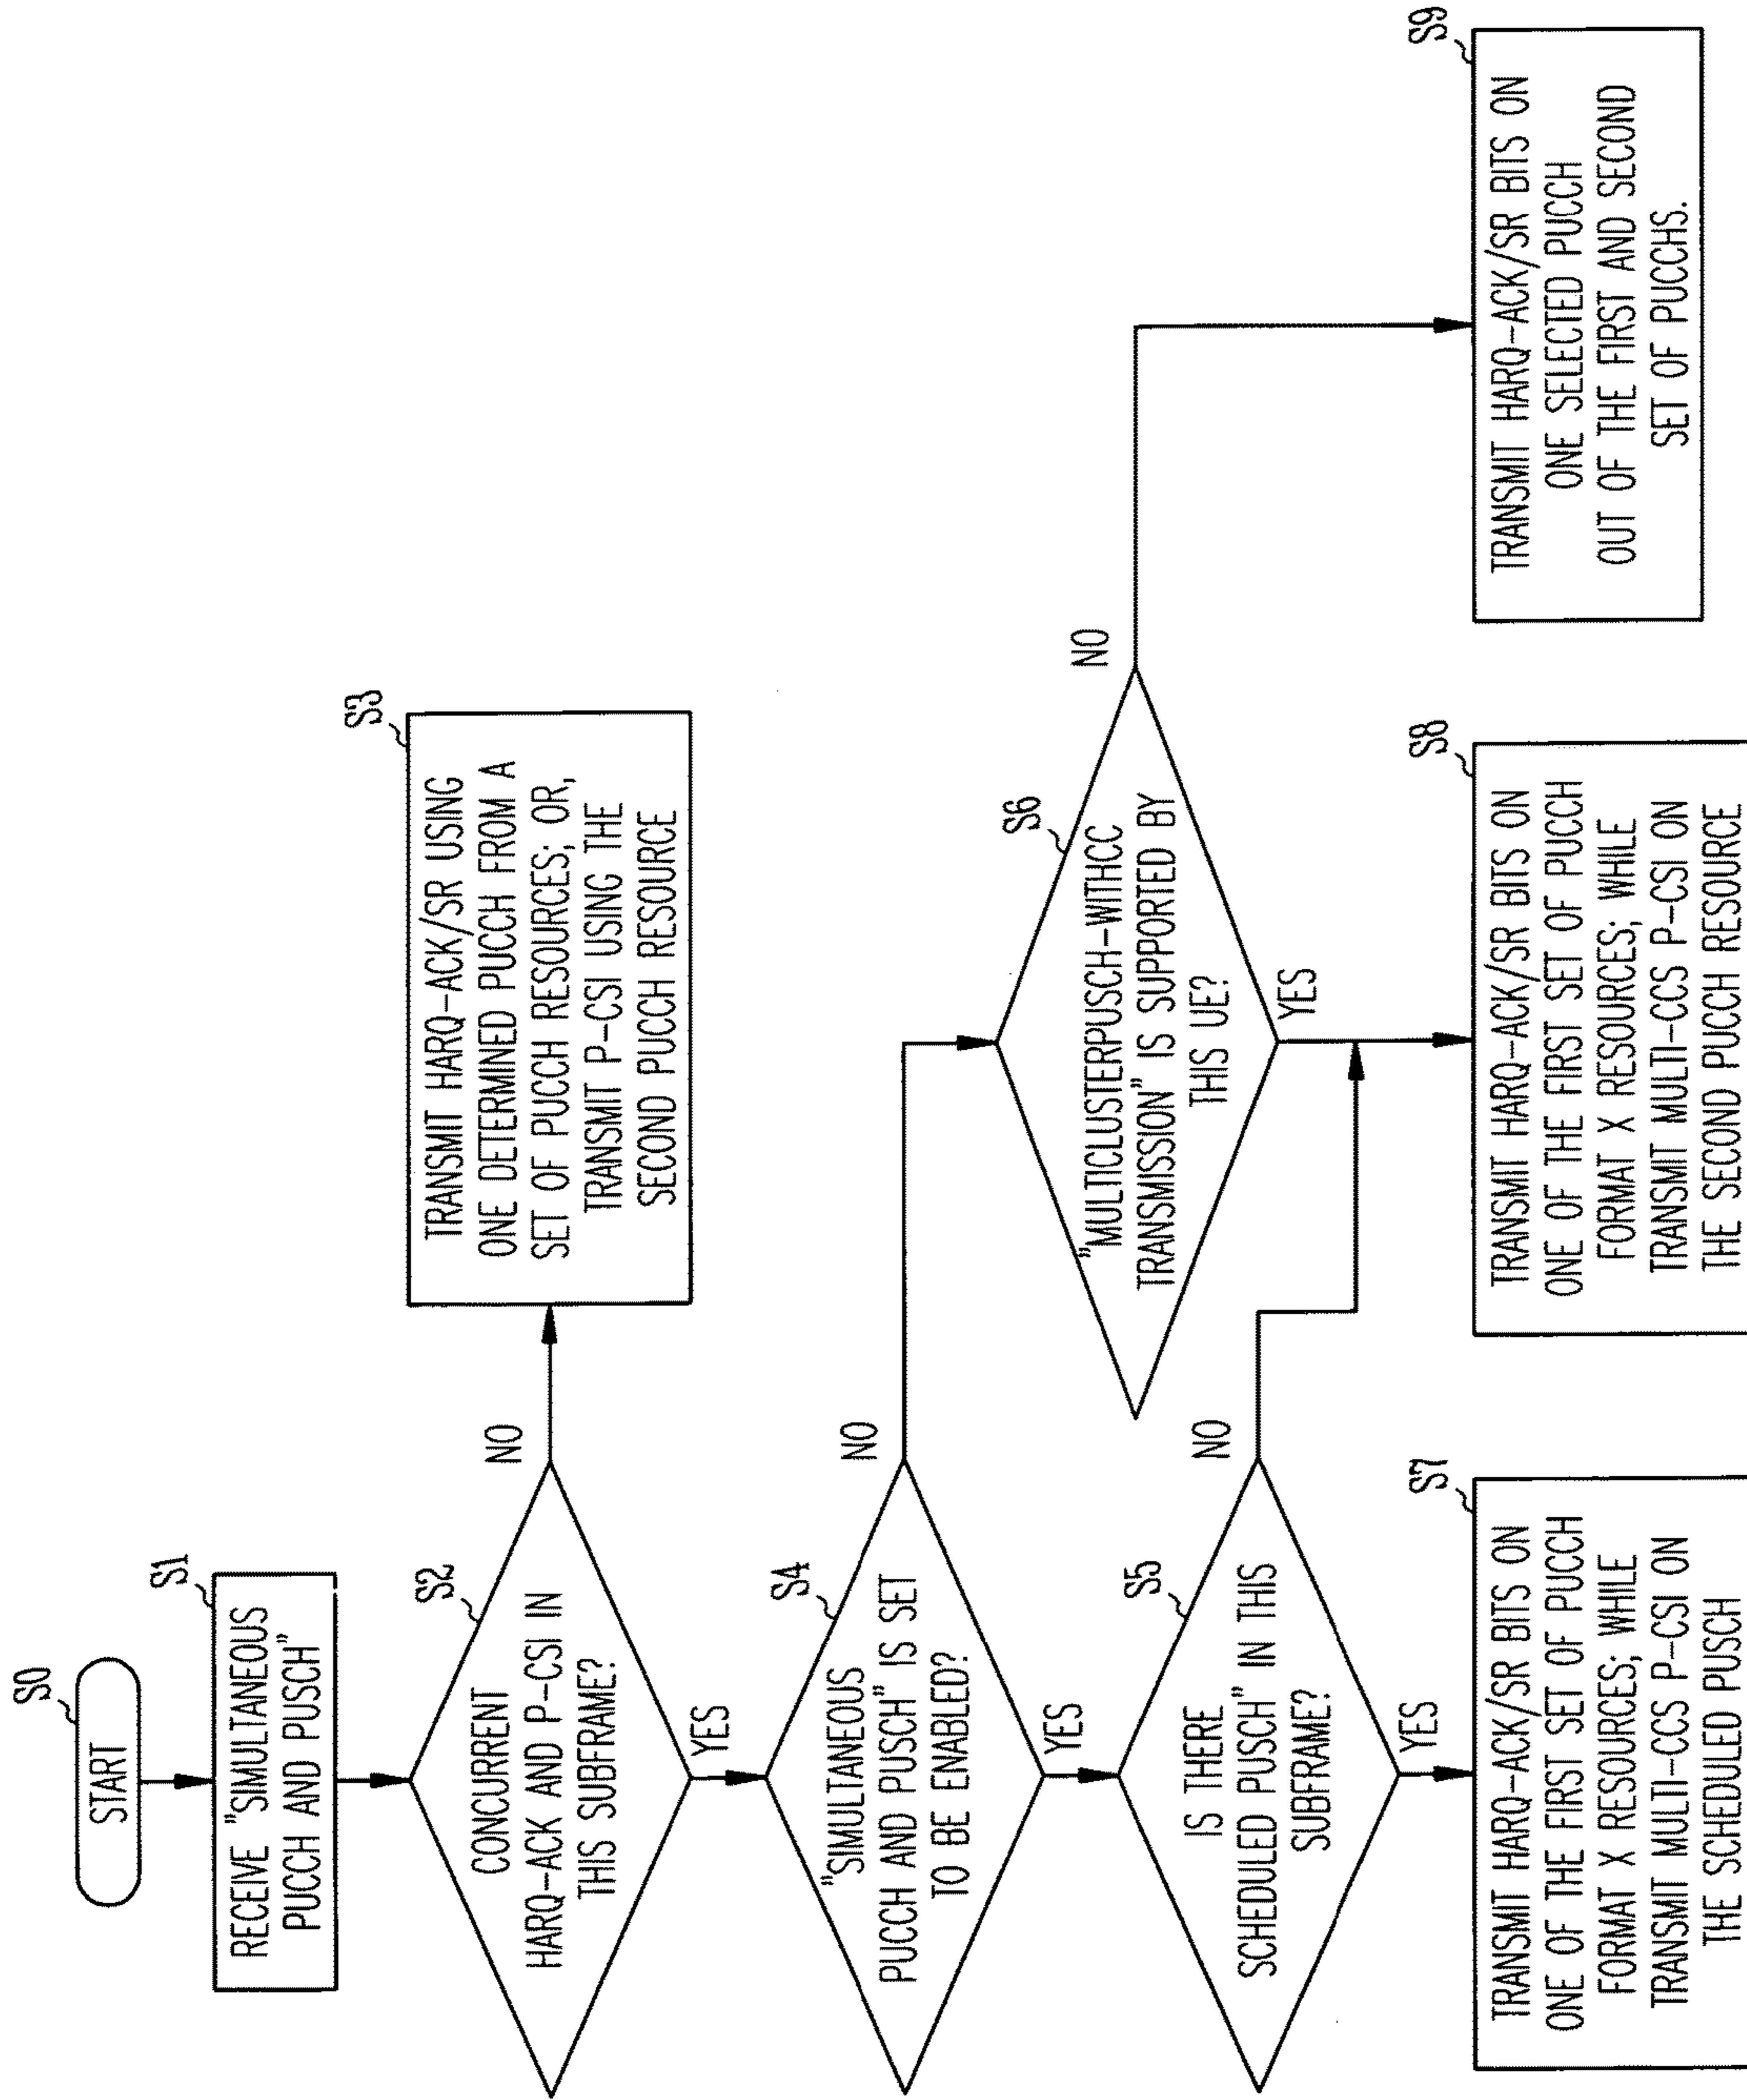 S0
START
S1
RECEIVE "SIMULTANEOUS
PUCCH AND PUSCH"
S2
CONCURRENT
HARQ-ACK AND P-CSI IN
THIS SUBFRAME?
NO
YES
S3
TRANSMIT HARQ-ACK/SR USING
ONE DETERMINED PUCCH FROM A
SET OF PUCCH RESOURCES; OR,
TRANSMIT P-CSI USING THE
SECOND PUCCH RESOURCE
S4
"SIMULTANEOUS
PUCCH AND PUSCH" IS SET
TO BE ENABLED?
NO
YES
S5
IS THERE
SCHEDULED PUSCH" IN THIS
SUBFRAME?
NO
YES
S6
"MULTICLUSTERPUSCH-WITHCC
TRANSMISSION" IS SUPPORTED BY
THIS UE?
NO
YES
S7
TRANSMIT HARQ-ACK/SR BITS ON
ONE OF THE FIRST SET OF PUCCH
FORMAT X RESOURCES; WHILE
TRANSMIT MULTI-CCS P-CSI ON
THE SCHEDULED PUSCH
S8
TRANSMIT HARQ-ACK/SR BITS ON
ONE OF THE FIRST SET OF PUCCH
FORMAT X RESOURCES; WHILE
TRANSMIT MULTI-CCS P-CSI ON
THE SECOND PUCCH RESOURCE
S9
TRANSMIT HARQ-ACK/SR BITS ON
ONE SELECTED PUCCH
OUT OF THE FIRST AND SECOND
SET OF PUCCHS.